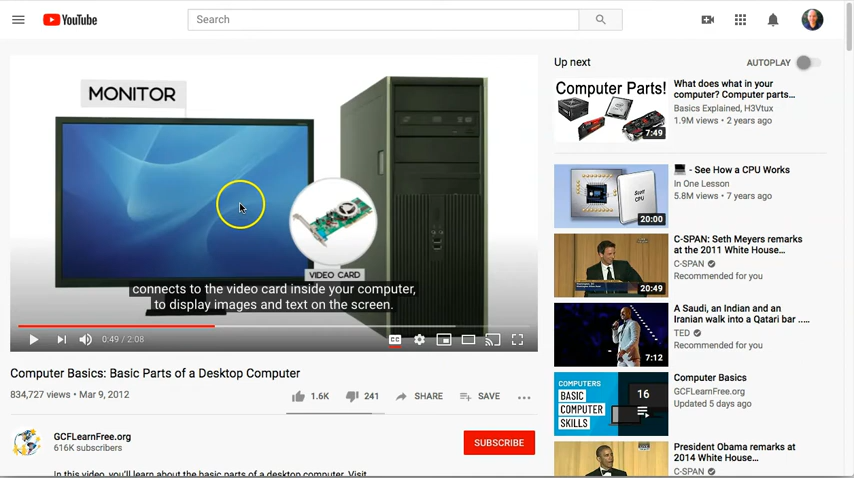 YouTube
Search
MONITOR
VIDEO CARD
connects to the video card inside your computer,
to display images and text on the screen.
0:49 / 2:08
CC
Computer Basics: Basic Parts of a Desktop Computer
834,727 views • Mar 9, 2012
1.6K
241
SHARE
SAVE
GCFLearnFree.org
616K subscribers
SUBSCRIBE
In this video, you'll learn about the basic parts of a desktop computer. Visit
Up next
AUTOPLAY
Computer Parts!
7:49
What does what in your
computer? Computer parts...
Basics Explained, H3Vtux
1.9M views • 2 years ago
20:00
- See How a CPU Works
In One Lesson
5.8M views • 7 years ago
20:49
C-SPAN: Seth Meyers remarks
at the 2011 White House...
C-SPAN
Recommended for you
7:12
A Saudi, an Indian and an
Iranian walk into a Qatari bar ....
TED
Recommended for you
COMPUTERS
BASIC
COMPUTER
SKILLS
16
Computer Basics
GCFLearnFree.org
Updated 5 days ago
President Obama remarks at
2014 White House...
C-SPAN